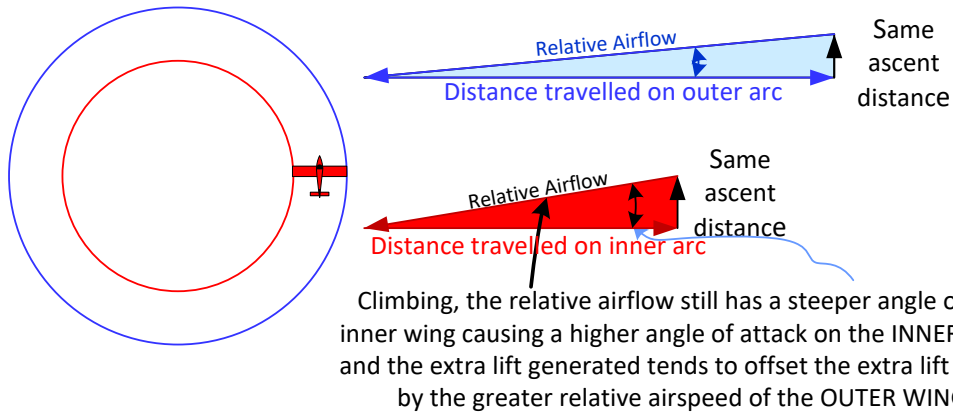 Relative Airflow
Same
ascent
distance
Distance travelled on outer arc
Relative Airflow
Same
ascent
distance
Distance travelled on inner arc
Climbing, the relative airflow still has a steeper angle
inner wing causing a higher angle of attack on the INNER
and the extra lift generated tends to offset the extra lift
by the greater relative airspeed of the OUTER WING